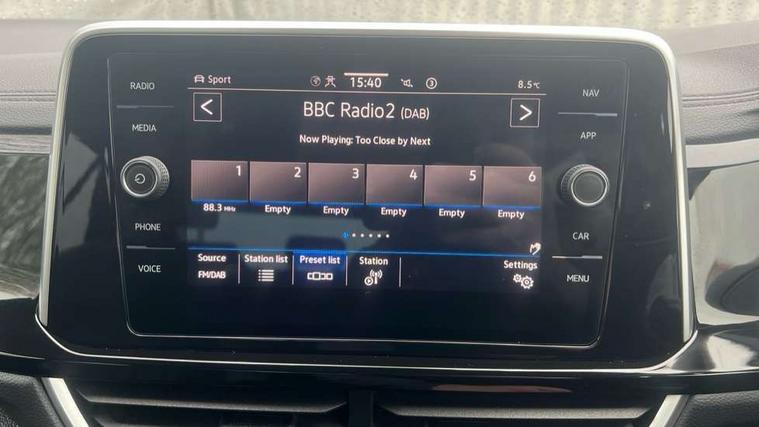 RADIO
MEDIA
PHONE
VOICE
Sport
15:40
3
8.5°C
BBC Radio2 (DAB)
Now Playing: Too Close by Next
1 2 3 4 5 6
88.3 MHz Empty Empty Empty Empty Empty
Source Station list Preset list Station Settings
FM/DAB
NAV
APP
CAR
MENU